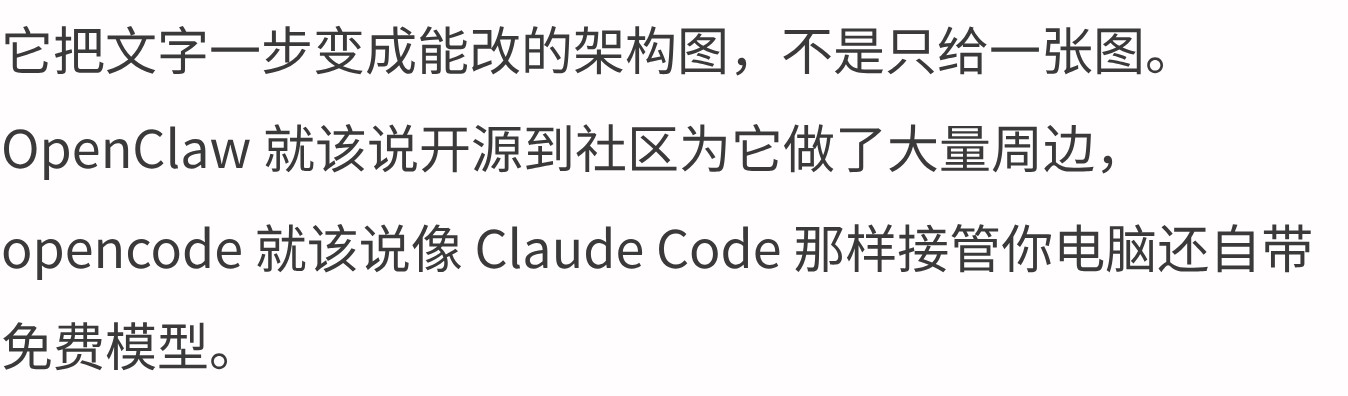 它把文字一步变成能改的架构图，不是只给一张图。
OpenClaw 就该说开源到社区为它做了大量周边，
opencode 就该说像 Claude Code 那样接管你电脑还自带
免费模型。